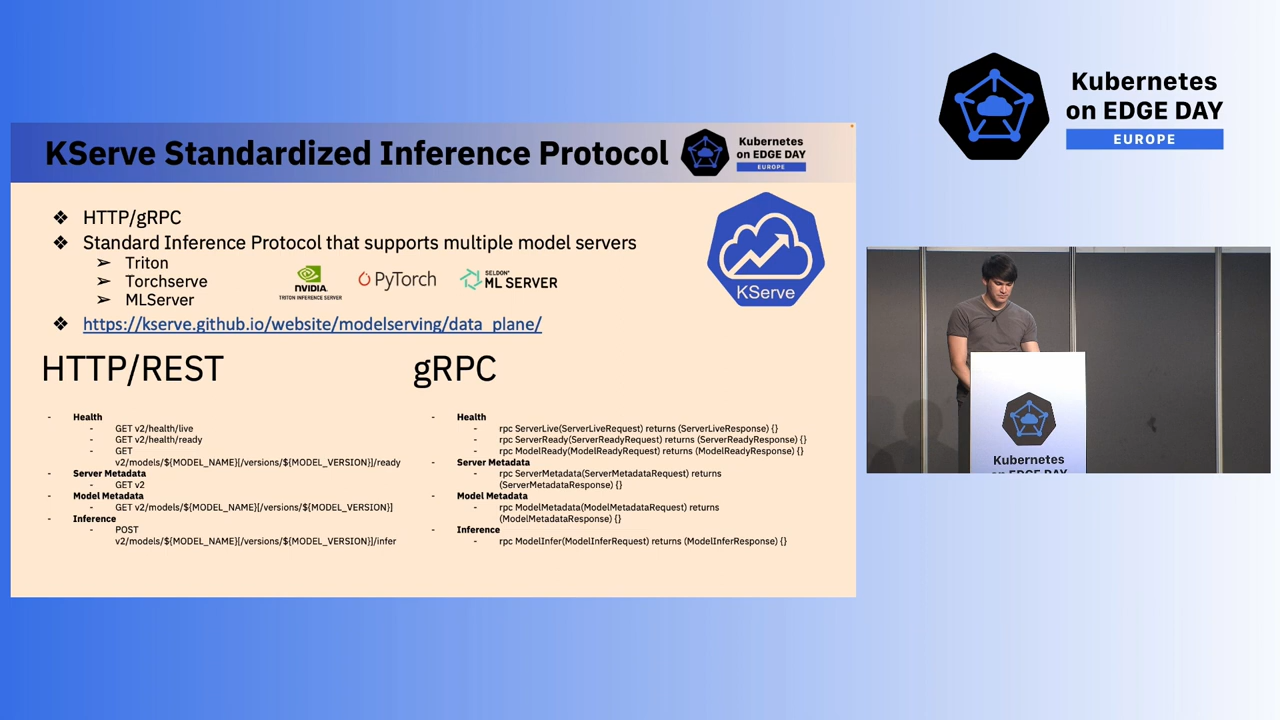 KServe Standardized Inference Protocol
Kubernetes
on EDGE DAY
EUROPE
❖ HTTP/gRPC
❖ Standard Inference Protocol that supports multiple model servers
➢ Triton
➢ Torchserve
➢ MLServer
NVIDIA.
TRITON INFERENCE SERVER
PyTorch
SELDON
ML SERVER
❖ https://kserve.github.io/website/modelserving/data_plane/
KServe
HTTP/REST
- Health
- GET v2/health/live
- GET v2/health/ready
- GET
v2/models/${MODEL_NAME}[/versions/${MODEL_VERSION}]/ready
- Server Metadata
- GET v2
- Model Metadata
- GET v2/models/${MODEL_NAME}[/versions/${MODEL_VERSION}]
- Inference
- POST
v2/models/${MODEL_NAME}[/versions/${MODEL_VERSION}]/infer
gRPC
- Health
- rpc ServerLive(ServerLiveRequest) returns (ServerLiveResponse) {}
- rpc ServerReady(ServerReadyRequest) returns (ServerReadyResponse) {}
- rpc ModelReady(ModelReadyRequest) returns (ModelReadyResponse) {}
- Server Metadata
- rpc ServerMetadata(ServerMetadataRequest) returns
(ServerMetadataResponse) {}
- Model Metadata
- rpc ModelMetadata(ModelMetadataRequest) returns
(ModelMetadataResponse) {}
- Inference
- rpc ModelInfer(ModelInferRequest) returns (ModelInferResponse) {}
Kubernetes
on EDGE DAY
EUROPE
Kubernetes
on EDGE DAY